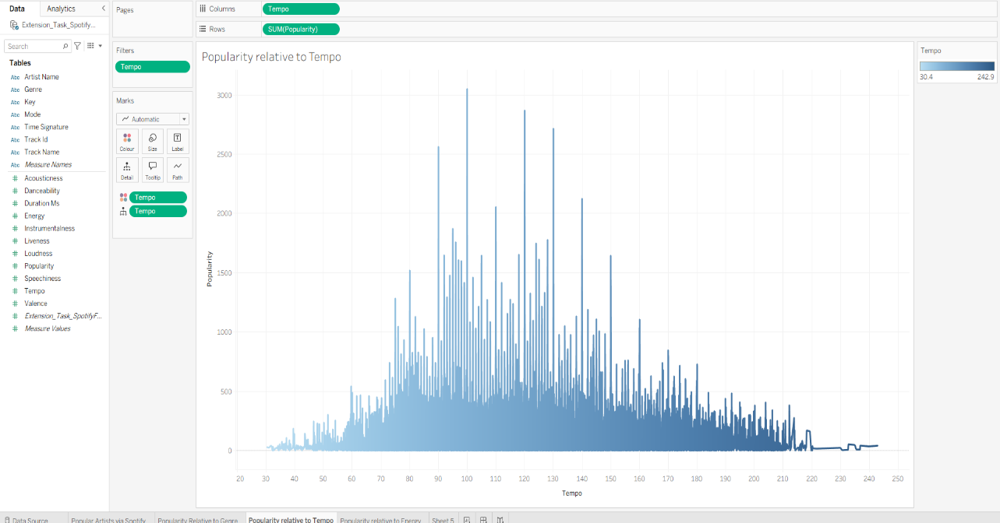 Data
Analytics
Extension_Task_Spotify...
Search
Tables
Abc Artist Name
Abc Genre
Abc Key
Abc Mode
Abc Time Signature
Abc Track Id
Abc Track Name
Abc Measure Names
# Acousticness
# Danceability
# Duration Ms
# Energy
# Instrumentalness
# Liveness
# Loudness
# Popularity
# Speechiness
# Tempo
# Valence
# Extension_Task_SpotifyF...
# Measure Values
Pages
Filters
Tempo
Marks
Automatic
Colour Size Label
Detail Tooltip Path
Tempo
Tempo
Columns Tempo
Rows SUM(Popularity)
Popularity relative to Tempo
Popularity
3000
2500
2000
1500
1000
500
0
20 30 40 50 60 70 80 90 100 110 120 130 140 150 160 170 180 190 200 210 220 230 240 250
Tempo
Tempo
30.4 242.9
Data Source Popular Artists via Spotify Popularity Relative to Genre Popularity relative to Tempo Popularity relative to Energy Sheet 5